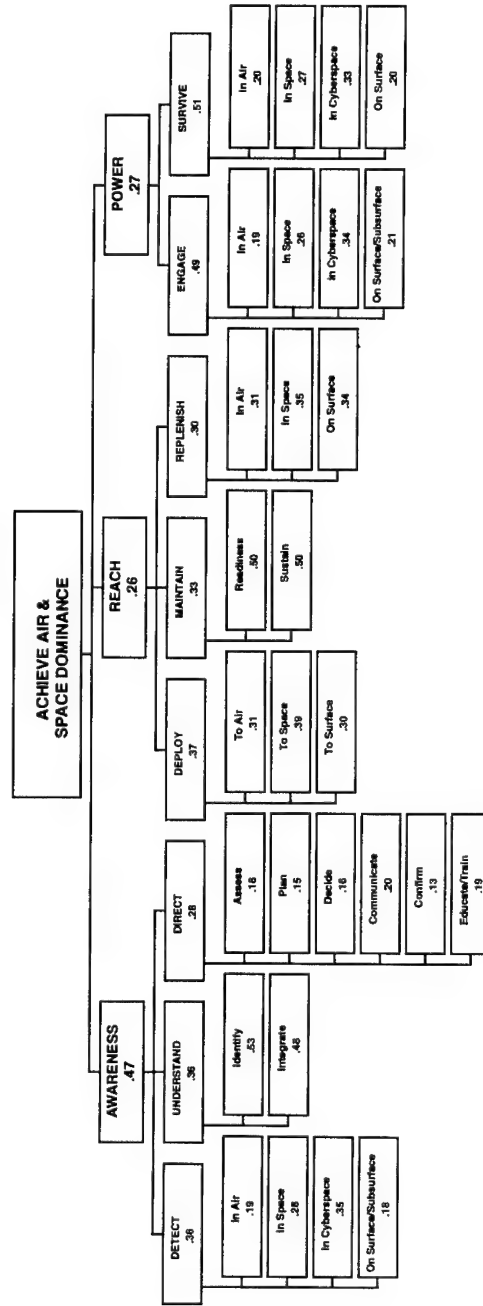 ACHIEVE AIR &
SPACE DOMINANCE
AWARENESS
.47
REACH
.26
POWER
.27
DETECT
.36
UNDERSTAND
.36
DIRECT
.28
DEPLOY
.37
MAINTAIN
.33
REPLENISH
.30
ENGAGE
.49
SURVIVE
.51
In Air
.19
In Space
.28
In Cyberspace
.35
On Surface/Subsurface
.18
Identify
.53
Integrate
.48
Assess
.18
Plan
.15
Decide
.16
Communicate
.20
Confirm
.13
Educate/Train
.19
To Air
.31
To Space
.39
To Surface
.30
Readiness
.50
Sustain
.50
In Air
.31
In Space
.35
On Surface
.34
In Air
.19
In Space
.26
In Cyberspace
.34
On Surface/Subsurface
.21
In Air
.20
In Space
.27
In Cyberspace
.33
On Surface
.20